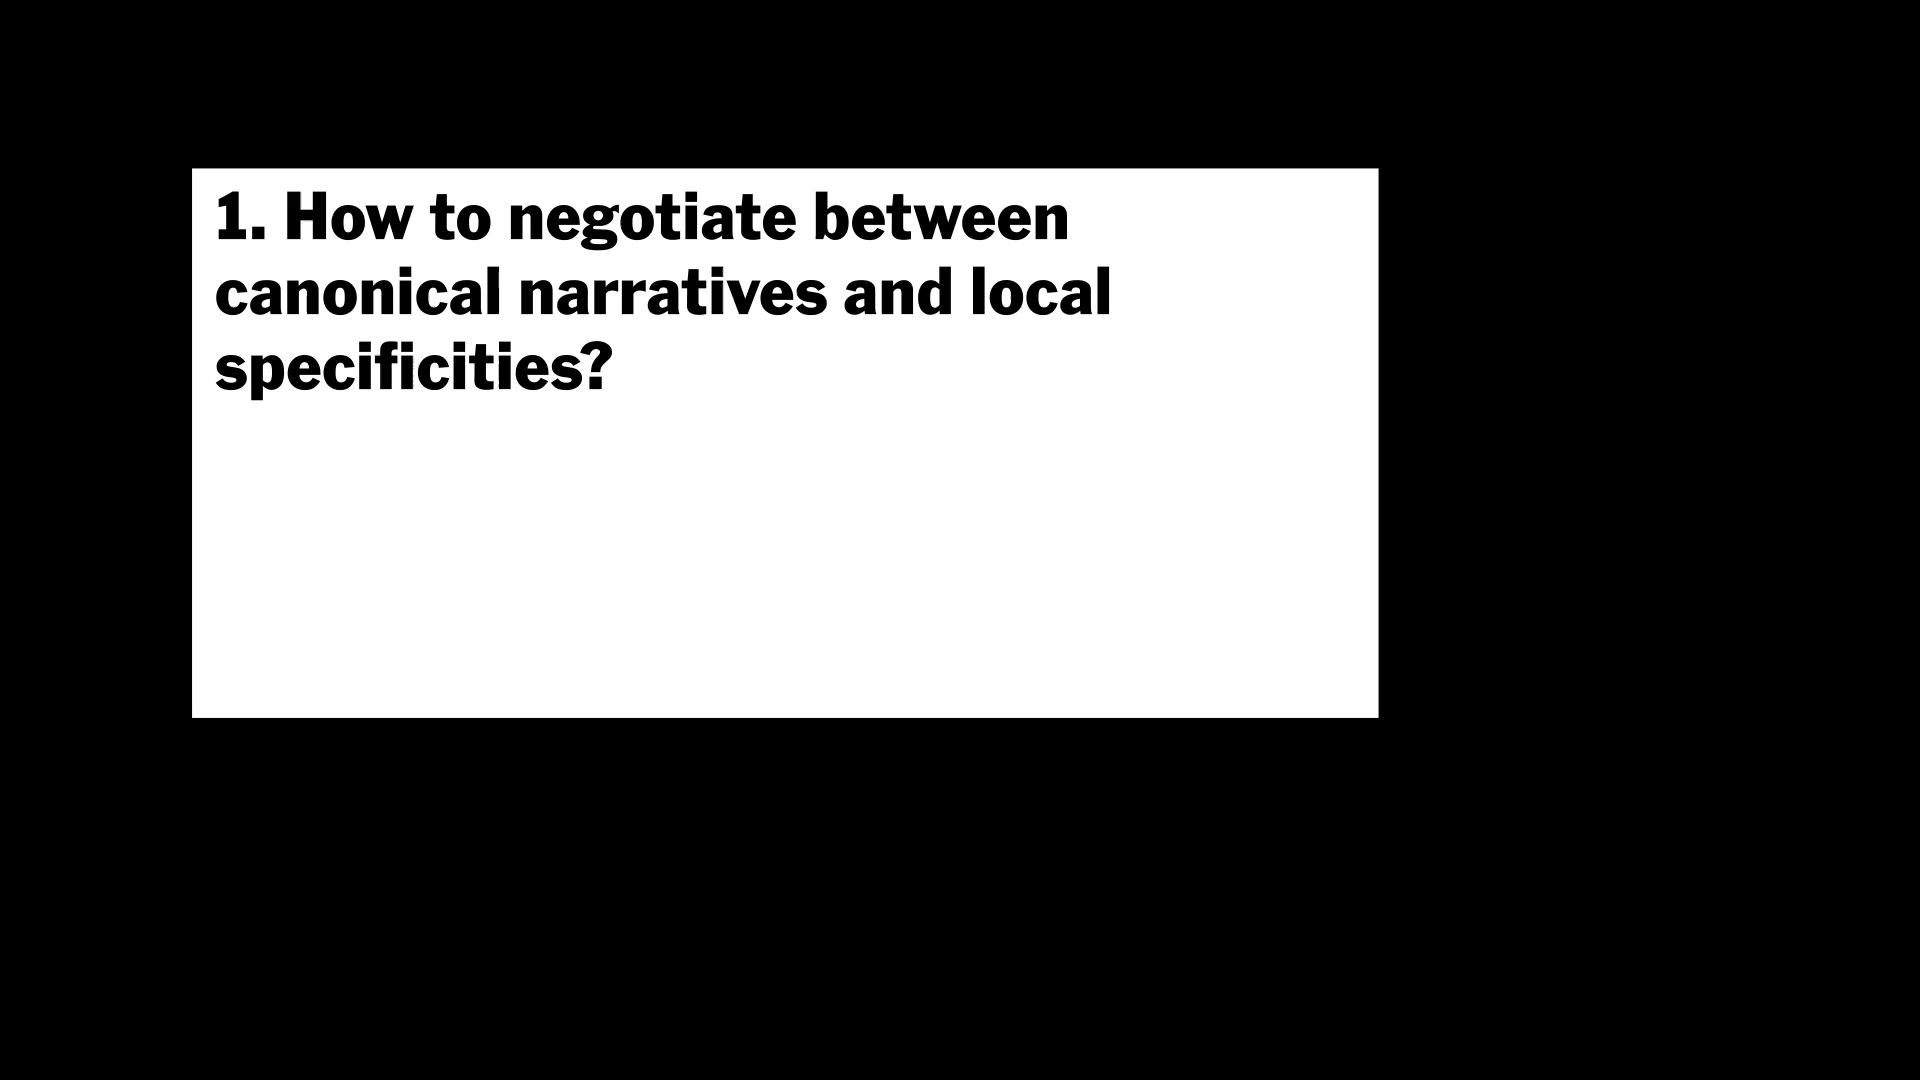 1. How to negotiate between
canonical narratives and local
specificities?